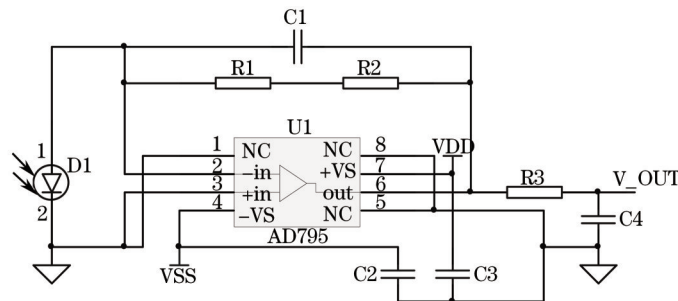 C1
R1 R2
U1
1 NC NC 8
2 −in +VS 7 VDD
3 +in out 6 R3 V_OUT
4 −VS NC 5
1 D1
2
AD795
VSS
C2 C3 C4